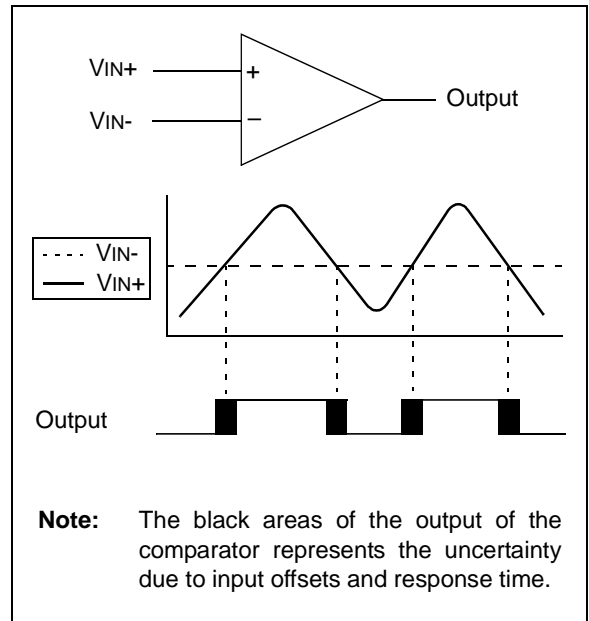 VIN+
+
Output
VIN-
–
VIN-
VIN+
Output
Note: The black areas of the output of the
comparator represents the uncertainty
due to input offsets and response time.